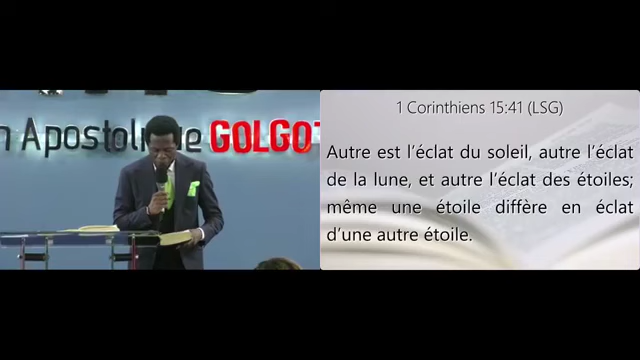 Apostolique GOLGOT
1 Corinthiens 15:41 (LSG)
Autre est l’éclat du soleil, autre l’éclat
de la lune, et autre l’éclat des étoiles;
même une étoile diffère en éclat
d’une autre étoile.